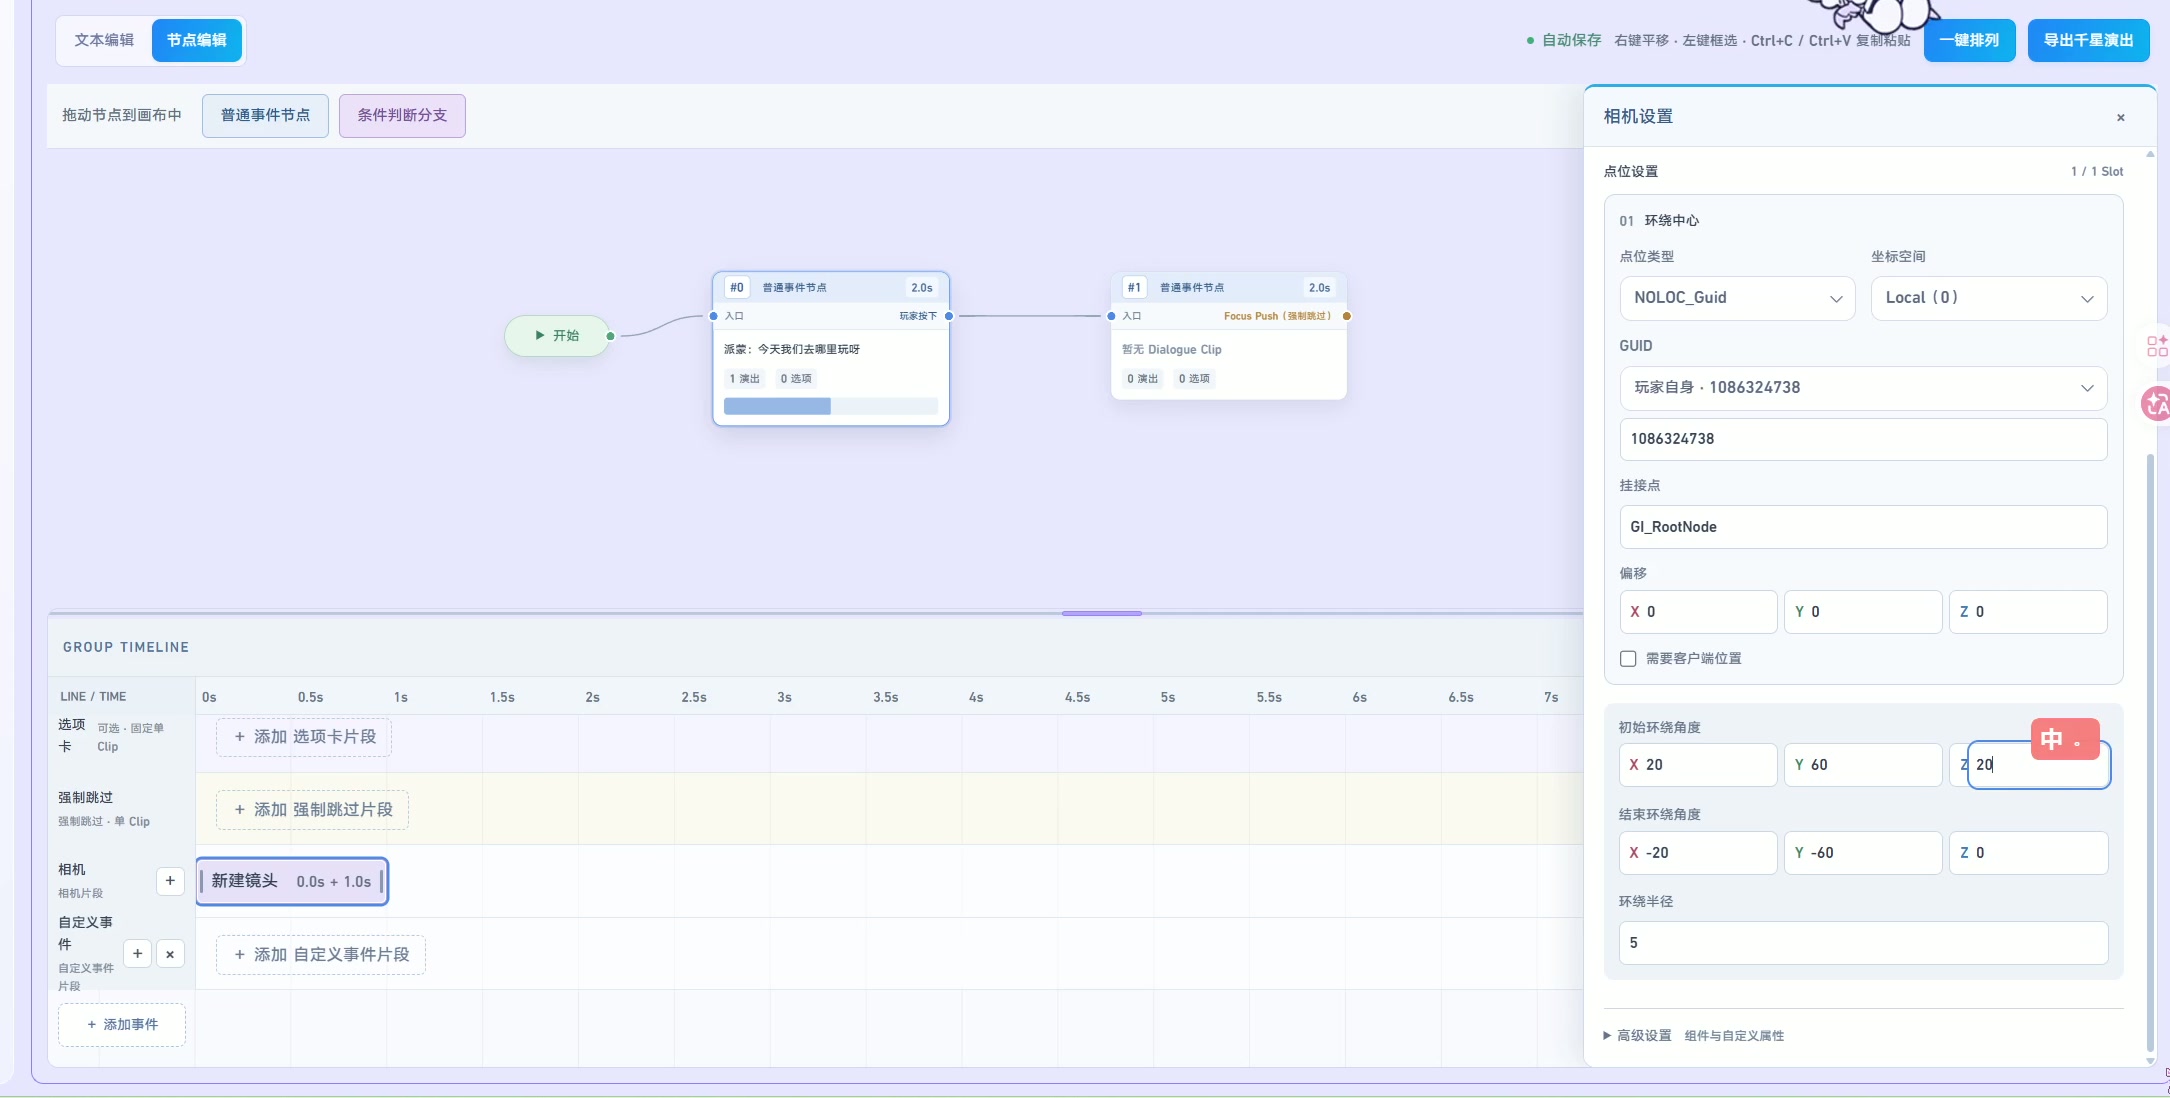 文本编辑
节点编辑
自动保存 右键平移 · 左键框选 · Ctrl+C / Ctrl+V 复制粘贴
一键排列
导出千星演出
拖动节点到画布中
普通事件节点
条件判断分支
开始
#0 普通事件节点 2.0s
入口 玩家按下
派蒙：今天我们去哪里玩呀
1 演出 0 选项
#1 普通事件节点 2.0s
入口 Focus Push（强制跳过）
暂无 Dialogue Clip
0 演出 0 选项
GROUP TIMELINE
LINE / TIME
0s 0.5s 1s 1.5s 2s 2.5s 3s 3.5s 4s 4.5s 5s 5.5s 6s 6.5s 7s
选项卡
可选 · 固定单 Clip
+ 添加 选项卡片段
强制跳过
强制跳过 · 单 Clip
+ 添加 强制跳过片段
相机
相机片段
+
新建镜头 0.0s + 1.0s
自定义事件
自定义事件片段
+ ×
+ 添加 自定义事件片段
+ 添加事件
相机设置 ×
点位设置 1 / 1 Slot
01 环绕中心
点位类型 坐标空间
NOLOC_Guid Local（0）
GUID
玩家自身 · 1086324738
1086324738
挂接点
GI_RootNode
偏移
X 0 Y 0 Z 0
需要客户端位置
初始环绕角度
中 。
X 20 Y 60 Z 20
结束环绕角度
X -20 Y -60 Z 0
环绕半径
5
高级设置 组件与自定义属性